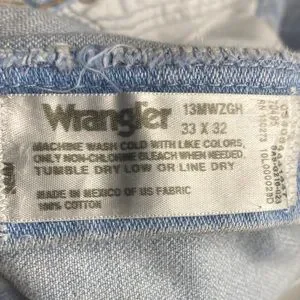 Wrangler
13MWZGH
33 X 32
MACHINE WASH COLD WITH LIKE COLORS,
ONLY NON-CHLORINE BLEACH WHEN NEEDED.
TUMBLE DRY LOW OR LINE DRY
MADE IN MEXICO OF US FABRIC
100% COTTON